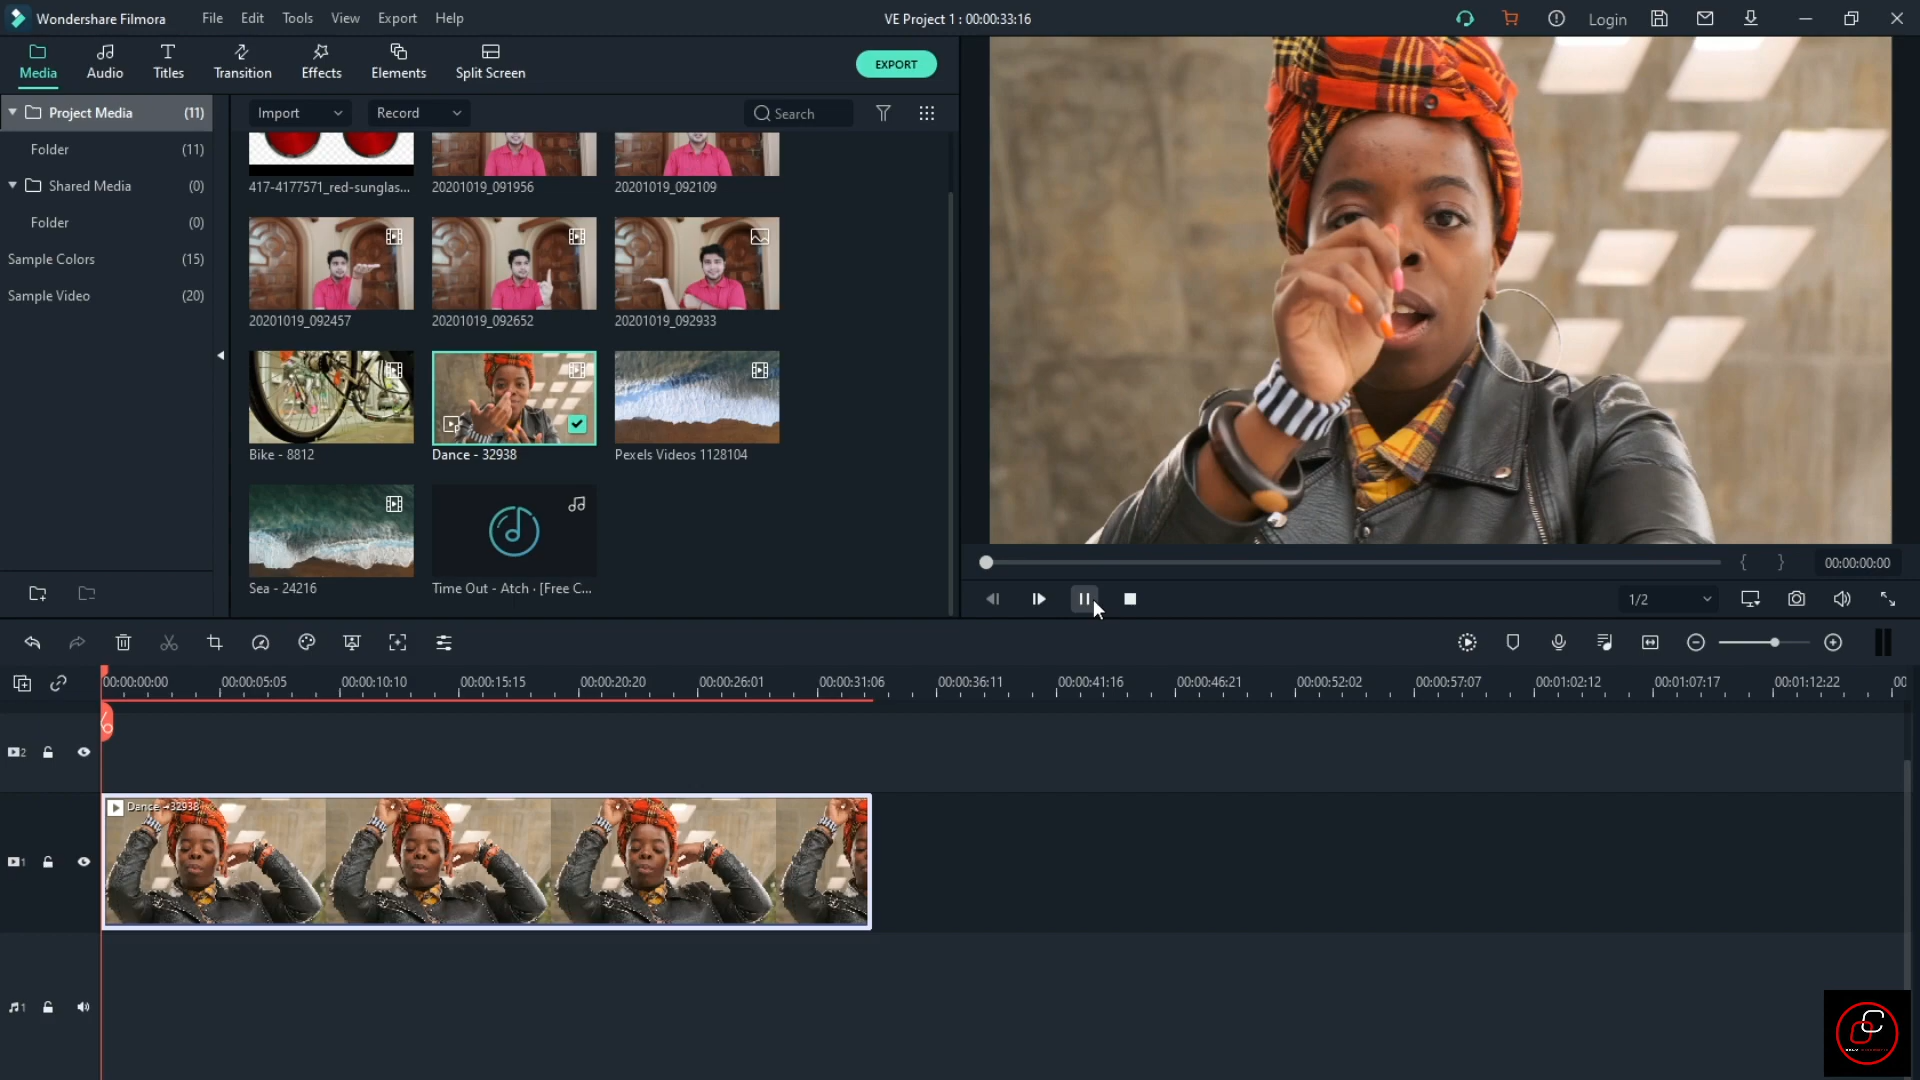 Wondershare Filmora File Edit Tools View Export Help VE Project 1 : 00:00:33:16 Login
Media Audio Titles Transition Effects Elements Split Screen EXPORT
Project Media (11)
Folder (11)
Shared Media (0)
Folder (0)
Sample Colors (15)
Sample Video (20)
Import Record Search
417-4177571_red-sunglas... 20201019_091956 20201019_092109
20201019_092457 20201019_092652 20201019_092933
Bike - 8812 Dance - 32938 Pexels Videos 1128104
Sea - 24216 Time Out - Atch · [Free C...
{ } 00:00:00:00
1/2
00:00:00:00 00:00:05:05 00:00:10:10 00:00:15:15 00:00:20:20 00:00:26:01 00:00:31:06 00:00:36:11 00:00:41:16 00:00:46:21 00:00:52:02 00:00:57:07 00:01:02:12 00:01:07:17 00:01:12:22 00
2
Dance - 32938
1
1